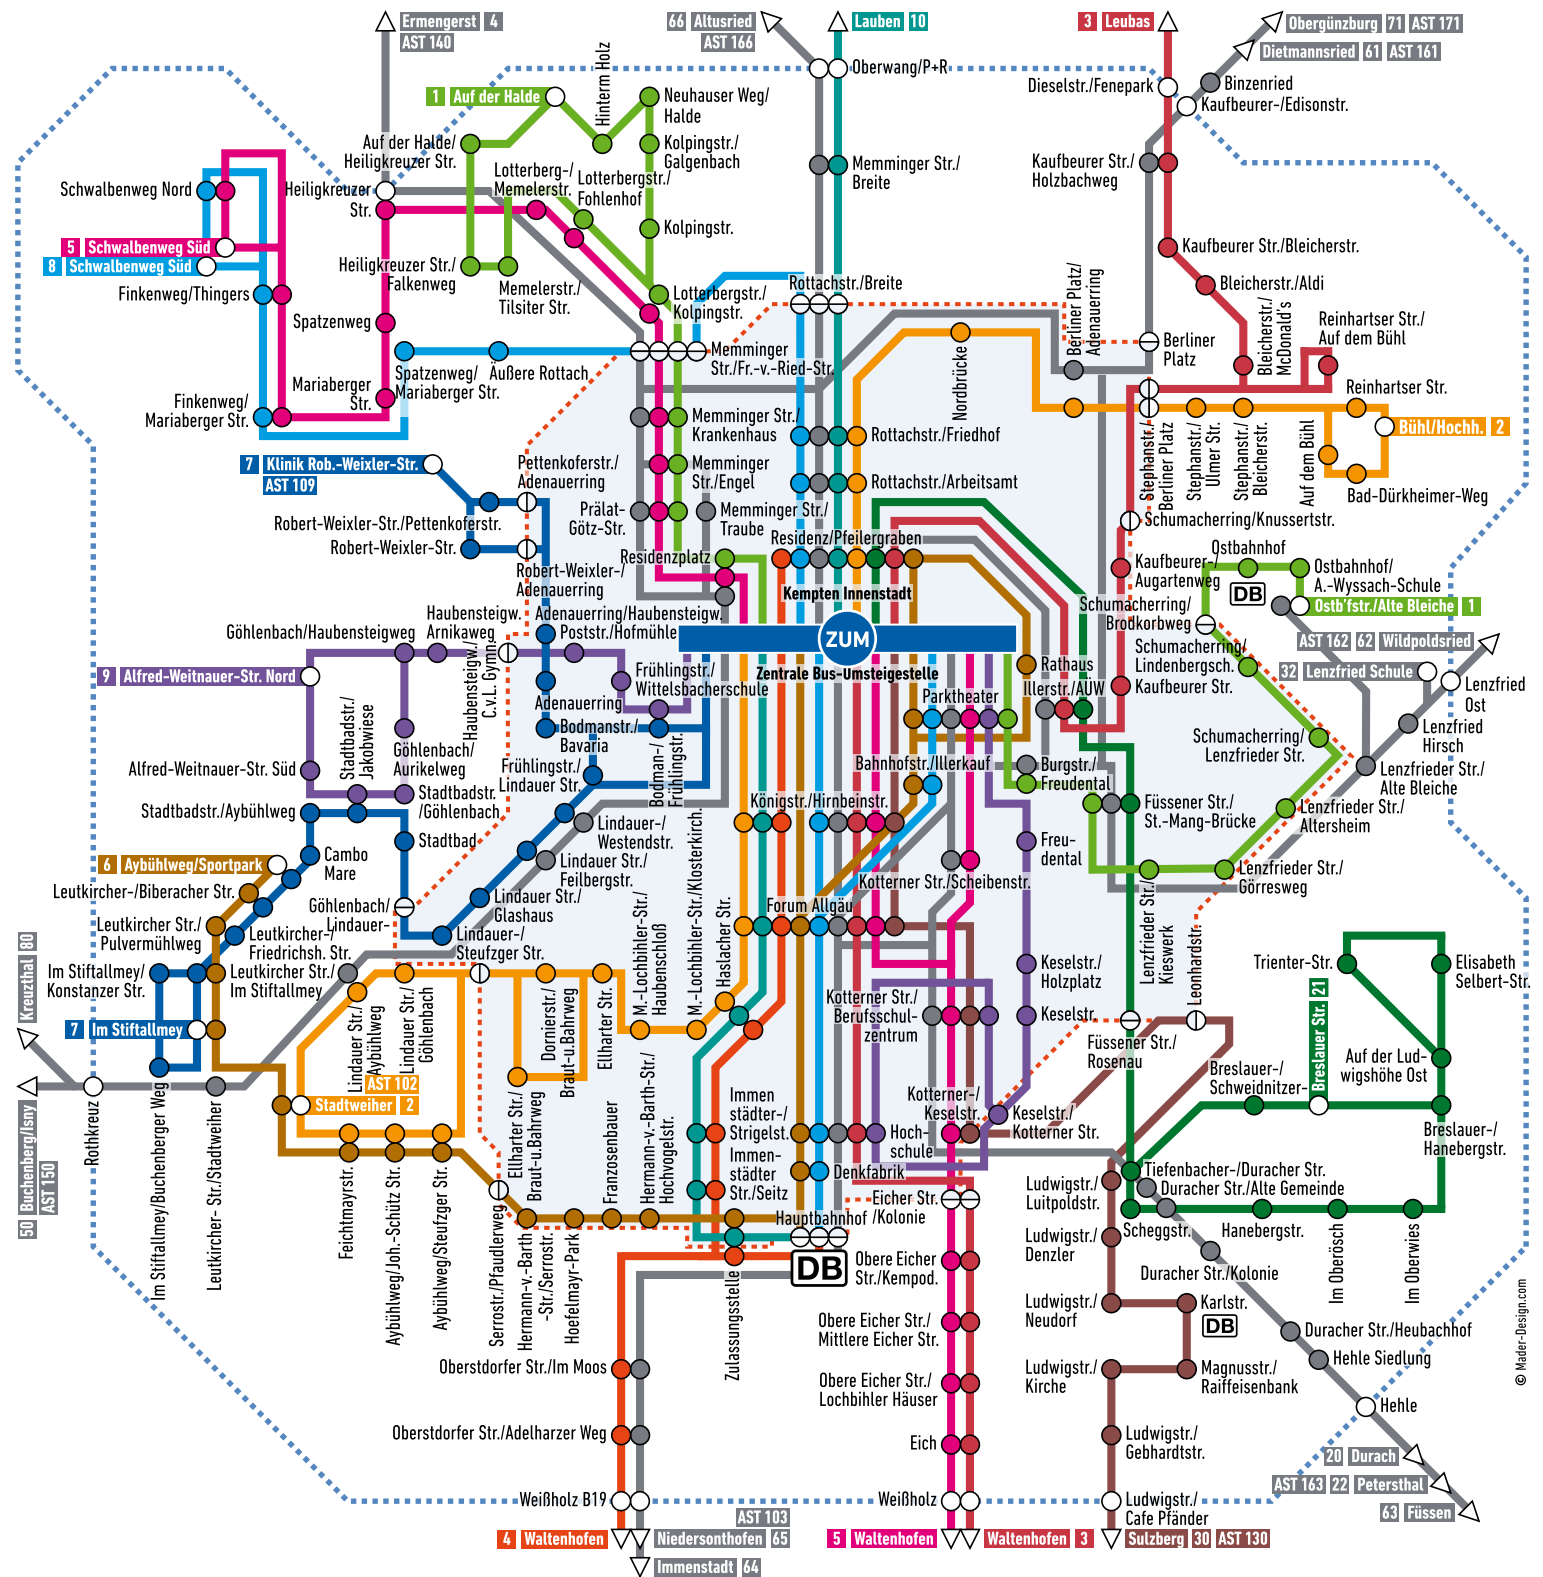 Ermengerst 4
AST 140
66 Altusried
AST 166
Lauben 10
3 Leubas
Obergünzburg 71 AST 171
Dietmannsried 61 AST 161
Oberwang/P+R
Dieselstr./Fenepark
Binzenried
Kaufbeurer-/Edisonstr.
1 Auf der Halde
Hinterm Holz
Neuhauser Weg/
Halde
Auf der Halde/
Heiligkreuzer Str.
Kolpingstr./
Galgenbach
Lotterberg-/
Memelerstr.
Lotterbergstr./
Fohlenhof
Memminger Str./
Breite
Kaufbeurer Str./
Holzbachweg
Schwalbenweg Nord
Heiligkreuzer
Str.
Kolpingstr.
5 Schwalbenweg Süd
8 Schwalbenweg Süd
Kaufbeurer Str./Bleicherstr.
Heiligkreuzer Str./
Falkenweg
Memelerstr./
Tilsiter Str.
Lotterbergstr./
Kolpingstr.
Rottachstr./Breite
Berliner Platz/
Adenauerring
Bleicherstr./Aldi
Finkenweg/Thingers
Spatzenweg
Bleicherstr./
McDonald's
Reinhartser Str./
Auf dem Bühl
Berliner
Platz
Memminger
Str./Fr.-v.-Ried-Str.
Nordbrücke
Spatzenweg/
Mariaberger Str.
Äußere Rottach
Mariaberger
Str.
Reinhartser Str.
Finkenweg/
Mariaberger Str.
Memminger Str./
Krankenhaus
Rottachstr./Friedhof
Stephanstr./
Berliner Platz
Stephanstr./
Ulmer Str.
Stephanstr./
Bleicherstr.
Auf dem Bühl
Bühl/Hochh. 2
7 Klinik Rob.-Weixler-Str.
AST 109
Pettenkoferstr./
Adenauerring
Memminger
Str./Engel
Rottachstr./Arbeitsamt
Bad-Dürkheimer-Weg
Robert-Weixler-Str./Pettenkoferstr.
Robert-Weixler-Str.
Prälat-
Götz-Str.
Memminger Str./
Traube
Schumacherring/Knussertstr.
Residenz/Pfeilergraben
Residenzplatz
Robert-Weixler-/
Adenauerring
Kempten Innenstadt
Kaufbeurer-/
Augartenweg
Ostbahnhof
DB
Ostbahnhof/
A.-Wyssach-Schule
Ostb'fstr./Alte Bleiche 1
Schumacherring/
Brodkorbweg
AST 162 62 Wildpoldsried
Haubensteigw./
Arnikaweg
Adenauerring/Haubensteigw.
Poststr./Hofmühle
Göhlenbach/Haubensteigweg
ZUM
Zentrale Bus-Umsteigestelle
Rathaus
Schumacherring/
Lindenbergsch.
32 Lenzfried Schule
Lenzfried
Ost
9 Alfred-Weitnauer-Str. Nord
Haubensteigw./
C.v.L. Gymn.
Frühlingstr./
Wittelsbacherschule
Adenauerring
Illerstr./AÜW
Kaufbeurer Str.
Parktheater
Stadtbadstr./
Jakobwiese
Göhlenbach/
Aurikelweg
Bodmanstr./
Bavaria
Bodman-/
Frühlingstr.
Schumacherring/
Lenzfrieder Str.
Lenzfried
Hirsch
Alfred-Weitnauer-Str. Süd
Frühlingstr./
Lindauer Str.
Bahnhofstr./Illerkauf
Burgstr./
Freudental
Lenzfrieder Str./
Alte Bleiche
Stadtbadstr.
/Göhlenbach
Stadtbadstr./Aybühlweg
Königstr./Hirnbeinstr.
Füssener Str./
St.-Mang-Brücke
Lenzfrieder Str./
Altersheim
Lindauer-/
Westendstr.
Stadtbad
Freu-
dental
Cambo
Mare
6 Aybühlweg/Sportpark
Lindauer Str./
Feilbergstr.
Kotterner Str./Scheibenstr.
Lenzfrieder Str./
Görresweg
Leutkircher-/Biberacher Str.
Göhlenbach/
Lindauer-
Lindauer Str./
Glashaus
M.-Lochbihler-Str./
Haubenschloß
M.-Lochbihler-Str./Klosterkirch.
Haslacher Str.
Forum Allgäu
Lenzfrieder Str./
Kieswerk
Leonhardstr.
Leutkircher Str./
Pulvermühlweg
Leutkircher-/
Friedrichsh. Str.
Lindauer-/
Steufzger Str.
Kreuzthal 80
Im Stiftallmey/
Konstanzer Str.
Leutkircher Str./
Im Stiftallmey
Keselstr./
Holzplatz
Trienter-Str.
Elisabeth
Selbert-Str.
7 Im Stiftallmey
Lindauer Str./
Aybühlweg
Lindauer Str./
Göhlenbach
Dornierstr./
Braut-u.Bahrweg
Ellharter Str.
Kotterner Str./
Berufsschul-
zentrum
Keselstr.
Füssener Str./
Rosenau
Breslauer Str. 21
Auf der Lud-
wigshöhe Ost
Breslauer-/
Schweidnitzer-
AST 102
Stadtweiher 2
50 Buchenberg/Isny
AST 150
Rothkreuz
Im Stiftallmey/Buchenberger Weg
Leutkircher- Str./Stadtweiher
Feichtmayrstr.
Aybühlweg/Joh.-Schütz Str.
Aybühlweg/Steufzger Str.
Ellharter Str./
Braut-u.Bahrweg
Franzosenbauer
Hermann-v.-Barth-Str./
Hochvogelstr.
Immen
städter-/
Strigelst.
Immen-
städter
Str./Seitz
Kotterner-/
Keselstr.
Keselstr./
Kotterner Str.
Hoch-
schule
Denkfabrik
Breslauer-/
Hanebergstr.
Tiefenbacher-/Duracher Str.
Duracher Str./Alte Gemeinde
Ludwigstr./
Luitpoldstr.
Eicher Str.
/Kolonie
Hauptbahnhof
DB
Scheggstr.
Hanebergstr.
Im Oberösch
Im Oberwies
Serrostr./Pfaudlerweg
Hermann-v.-Barth
-Str./Serrostr.
Hoefelmayr-Park
Zulassungsstelle
Ludwigstr./
Denzler
Obere Eicher
Str./Kempod.
Duracher Str./Kolonie
Ludwigstr./
Neudorf
Karlstr.
DB
Obere Eicher Str./
Mittlere Eicher Str.
Duracher Str./Heubachhof
Hehle Siedlung
Oberstdorfer Str./Im Moos
Ludwigstr./
Kirche
Magnusstr./
Raiffeisenbank
Obere Eicher Str./
Lochbihler Häuser
Hehle
Oberstdorfer Str./Adelharzer Weg
Eich
Ludwigstr./
Gebhardtstr.
20 Durach
AST 163 22 Petersthal
63 Füssen
Weißholz B19
Weißholz
Ludwigstr./
Cafe Pfänder
AST 103
4 Waltenhofen
Niedersonthofen 65
Immenstadt 64
5 Waltenhofen
Waltenhofen 3
Sulzberg 30 AST 130
© Mader-Design.com